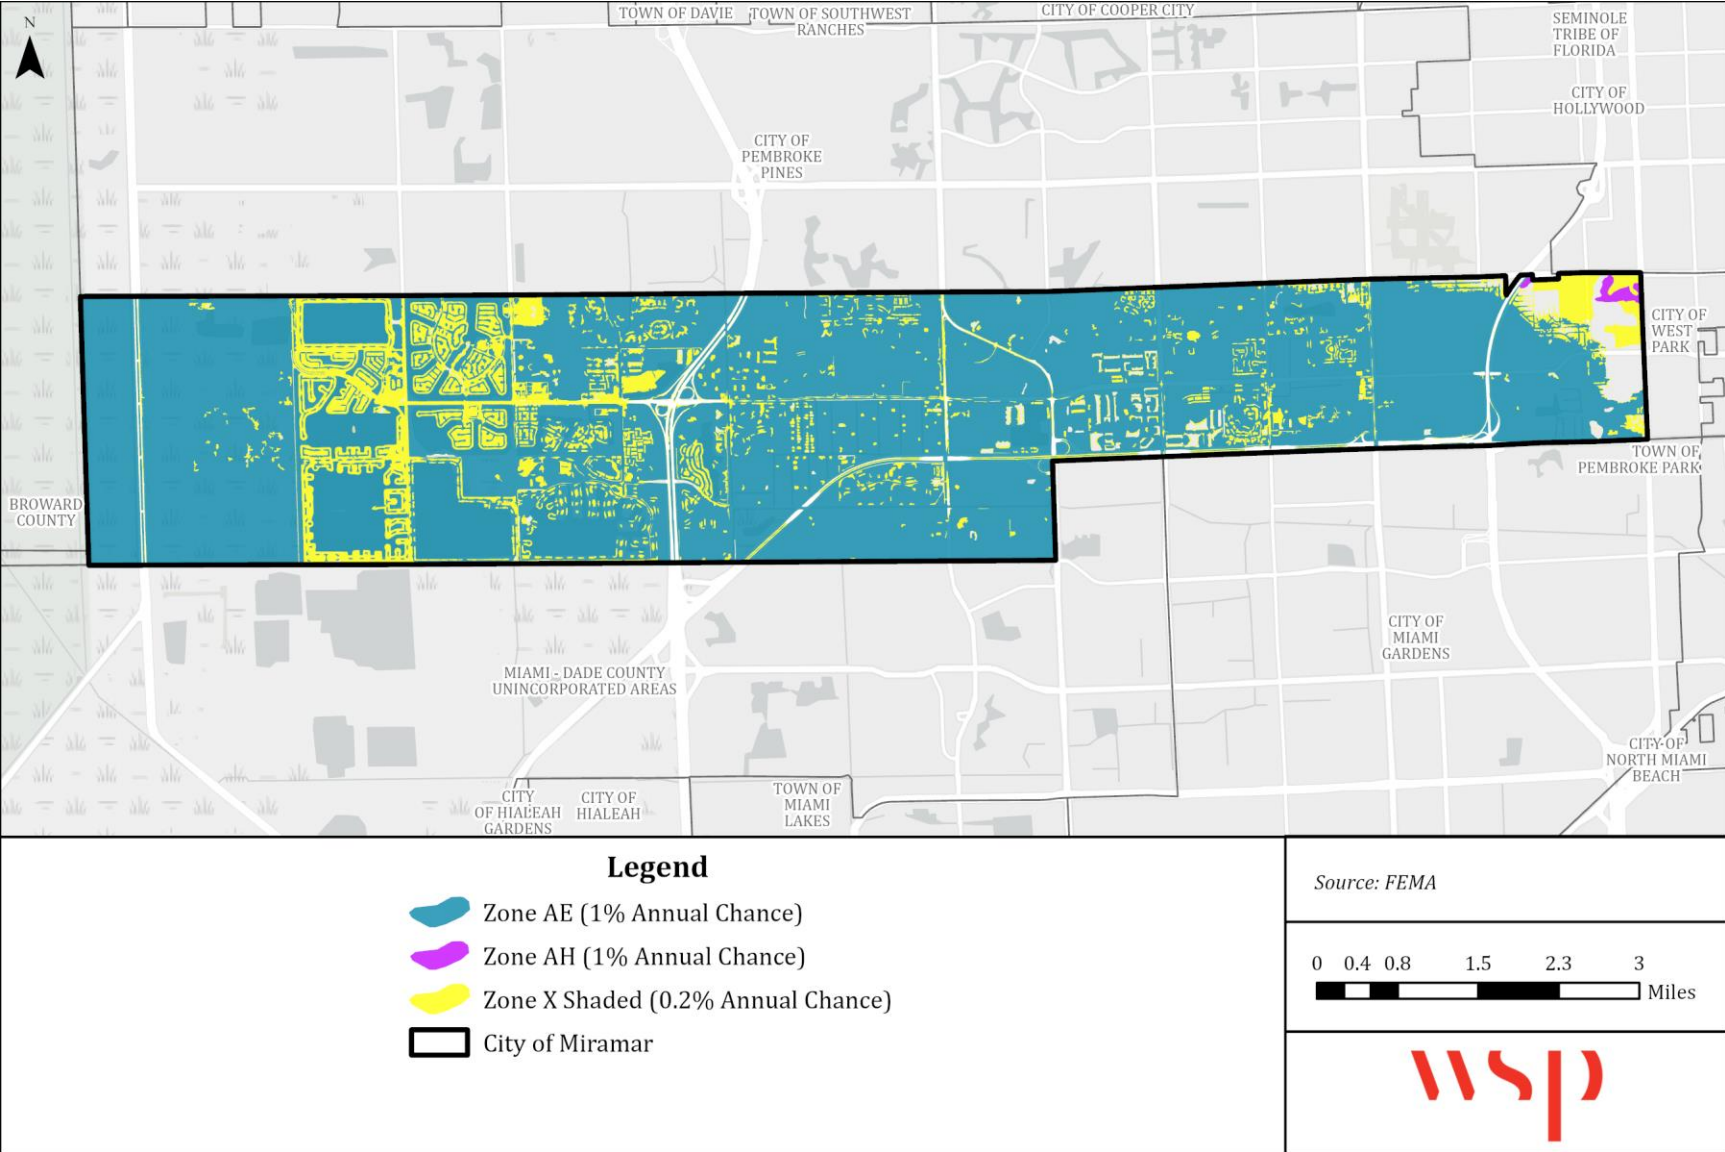 N
TOWN OF DAVIE
TOWN OF SOUTHWEST
RANCHES
CITY OF COOPER CITY
SEMINOLE
TRIBE OF
FLORIDA
CITY OF
HOLLYWOOD
CITY OF
PEMBROKE
PINES
CITY OF
WEST
PARK
TOWN OF
PEMBROKE PARK
BROWARD
COUNTY
CITY OF
MIAMI
GARDENS
MIAMI - DADE COUNTY
UNINCORPORATED AREAS
CITY OF
NORTH MIAMI
BEACH
CITY
OF HIALEAH
GARDENS
CITY OF
HIALEAH
TOWN OF
MIAMI
LAKES
Legend
Zone AE (1% Annual Chance)
Zone AH (1% Annual Chance)
Zone X Shaded (0.2% Annual Chance)
City of Miramar
Source: FEMA
0 0.4 0.8 1.5 2.3 3
Miles
wsp